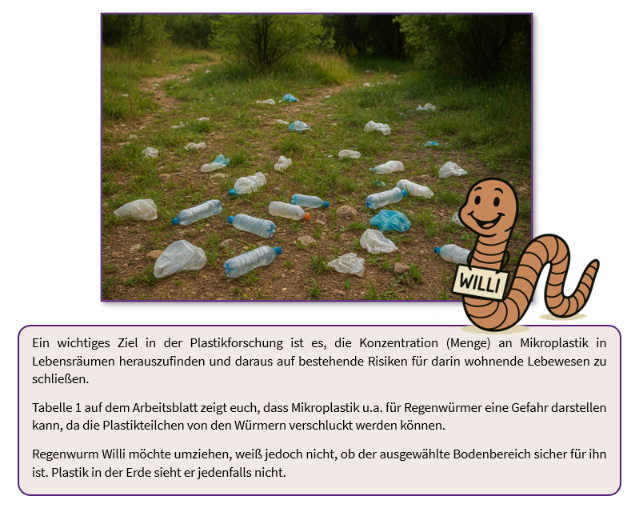 WILLI
Ein wichtiges Ziel in der Plastikforschung ist es, die Konzentration (Menge) an Mikroplastik in
Lebensräumen herauszufinden und daraus auf bestehende Risiken für darin wohnende Lebewesen zu
schließen.
Tabelle 1 auf dem Arbeitsblatt zeigt euch, dass Mikroplastik u.a. für Regenwürmer eine Gefahr darstellen
kann, da die Plastikteilchen von den Würmern verschluckt werden können.
Regenwurm Willi möchte umziehen, weiß jedoch nicht, ob der ausgewählte Bodenbereich sicher für ihn
ist. Plastik in der Erde sieht er jedenfalls nicht.